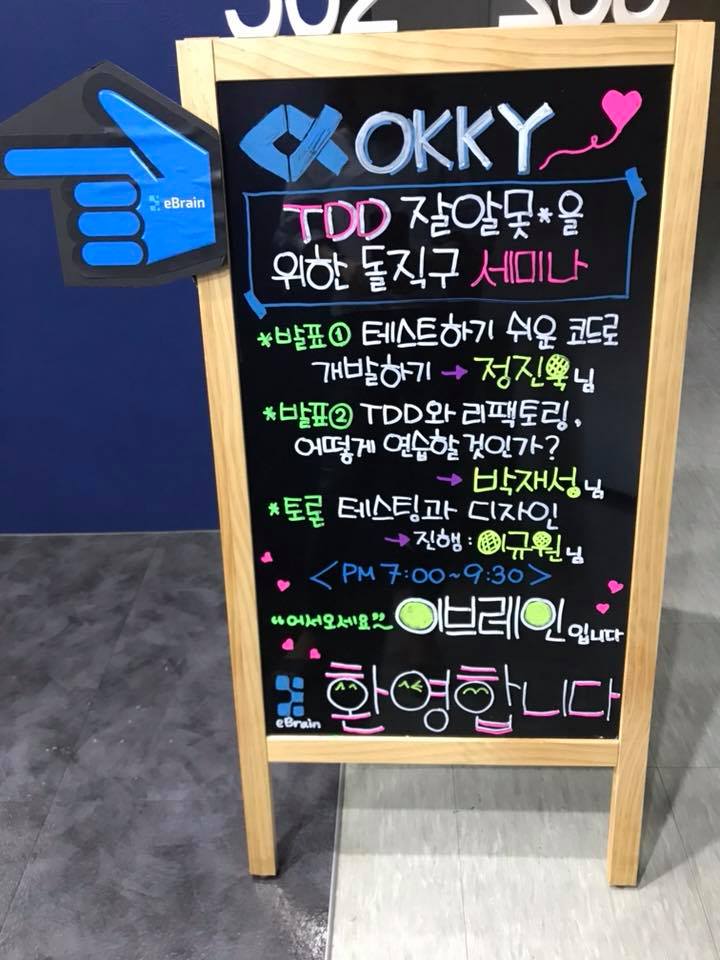 eBrain
OKKY
TDD 잘알못*을
위한 돌직구 세미나
*발표① 테스트하기 쉬운 코드로
개발하기 → 정진욱님
*발표② TDD와 리팩토링,
어떻게 연습할 것인가?
→ 박재성님
*토론 테스팅과 디자인
→ 진행: 이규원님
<PM 7:00~9:30>
"어서오세요" 이브레인입니다
eBrain 환영합니다